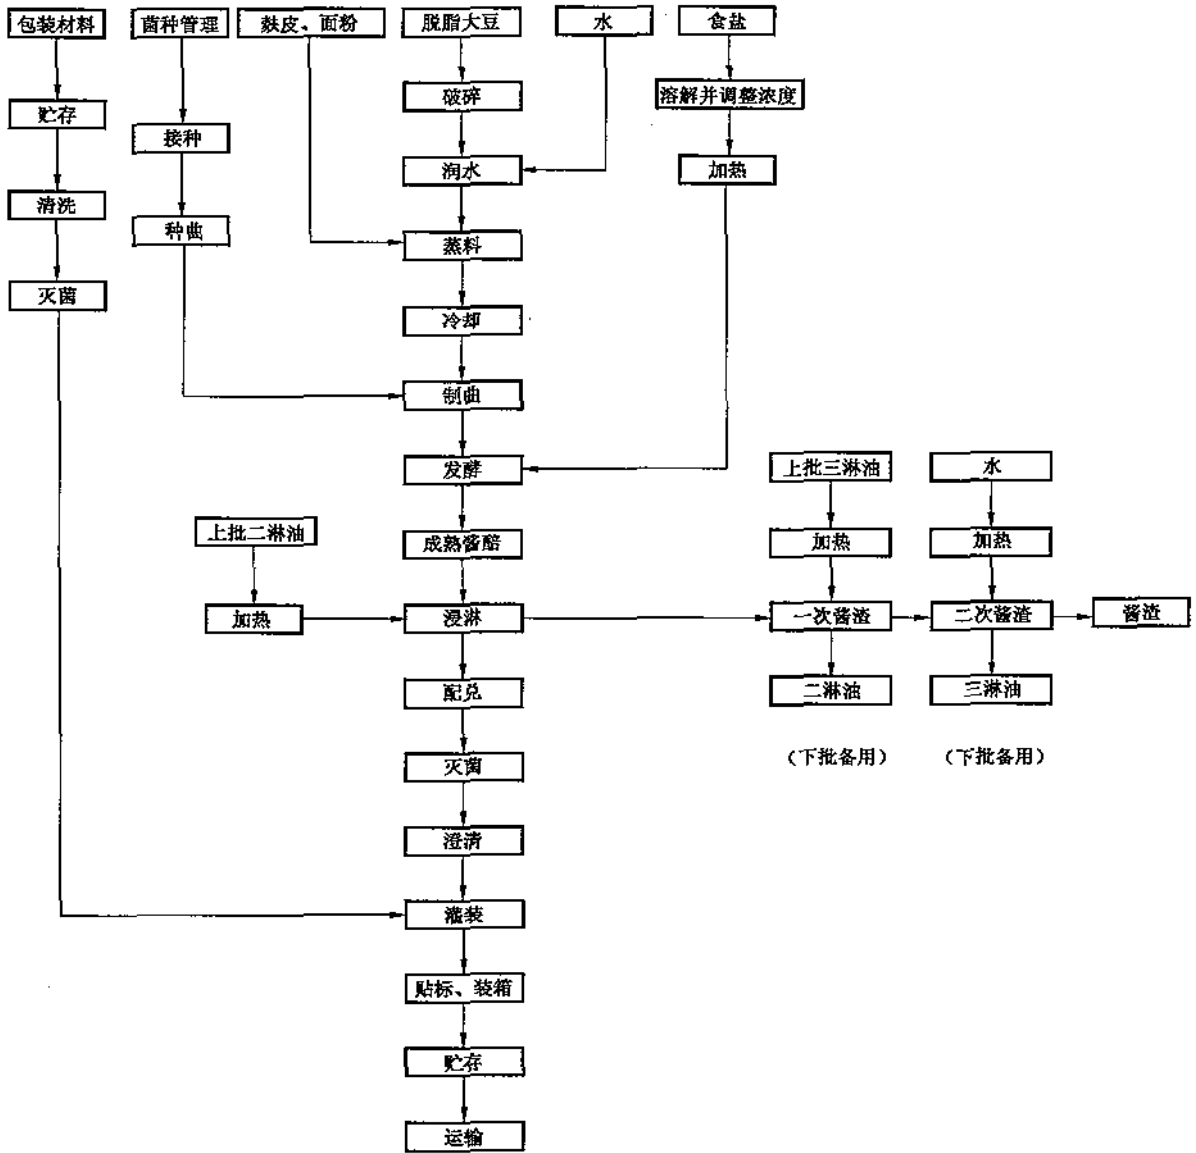 包装材料
菌种管理
麸皮、面粉
脱脂大豆
水
食盐
破碎
溶解并调整浓度
贮存
接种
润水
加热
清洗
种曲
蒸料
灭菌
冷却
制曲
发酵
上批三淋油
水
上批二淋油
成熟酱醅
加热
加热
加热
浸淋
一次酱渣
二次酱渣
酱渣
配兑
二淋油
三淋油
（下批备用）
（下批备用）
灭菌
澄清
灌装
贴标、装箱
贮存
运输